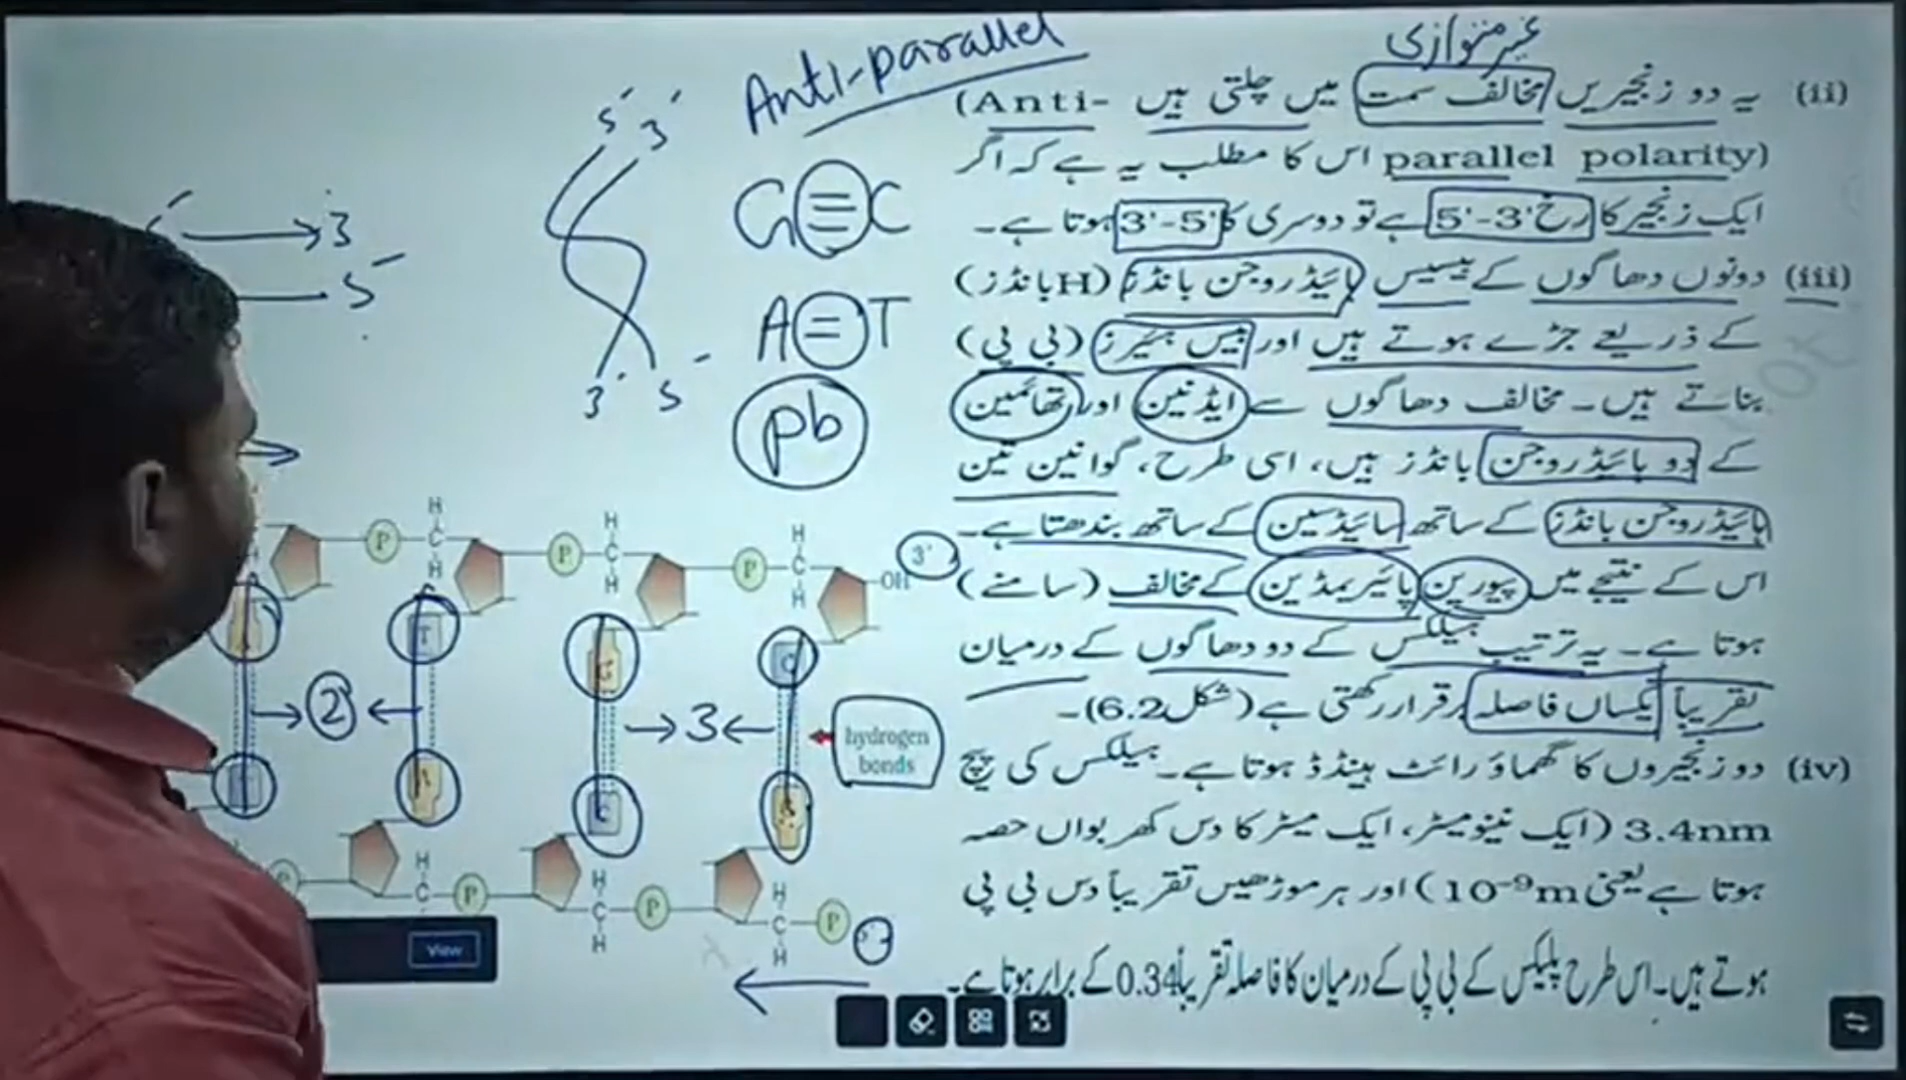 Anti-parallel
غیر متوازی
5′ 3′
G≡C
A=T
3′ 5′
pb
3
5
(ii) یہ دو زنجیریں مخالف سمت میں چلتی ہیں (Anti-
parallel polarity) اس کا مطلب یہ ہے کہ اگر
ایک زنجیر کا رخ 5'-3' ہے تو دوسری کا 3'-5' ہوتا ہے۔
(iii) دونوں دھاگوں کے بیسیس ہائیڈروجن بانڈز (H بانڈز)
کے ذریعے جڑے ہوتے ہیں اور بیس پیئرز (بی پی)
بناتے ہیں۔ مخالف دھاگوں سے ایڈنین اور تھائمین
کے دو ہائیڈروجن بانڈز ہیں، اسی طرح، گوانین تین
ہائیڈروجن بانڈز کے ساتھ سائیڈسین کے ساتھ بندھتا ہے۔
اس کے نتیجے میں پیورین پائیریمڈین کے مخالف (سامنے)
ہوتا ہے۔ یہ ترتیب ہیلکس کے دو دھاگوں کے درمیان
تقریباً یکساں فاصلہ برقرار رکھتی ہے (شکل 6.2)۔
(iv) دو زنجیروں کا گھماؤ رائٹ ہینڈڈ ہوتا ہے۔ ہیلکس کی پیچ
3.4nm (ایک نینومیٹر، ایک میٹر کا دس کھربواں حصہ
ہوتا ہے یعنی 10⁻⁹m) اور ہر موڑ میں تقریباً دس بی پی
ہوتے ہیں۔ اس طرح ہیلکس کے بی پی کے درمیان کا فاصلہ تقریباً 0.34 کے برابر ہوتا ہے۔
H H H
P C P C P C OH 3'
H H H
T G C
2 3 hydrogen
bonds
A C A
P P P P
H H H
C C C
H H
View